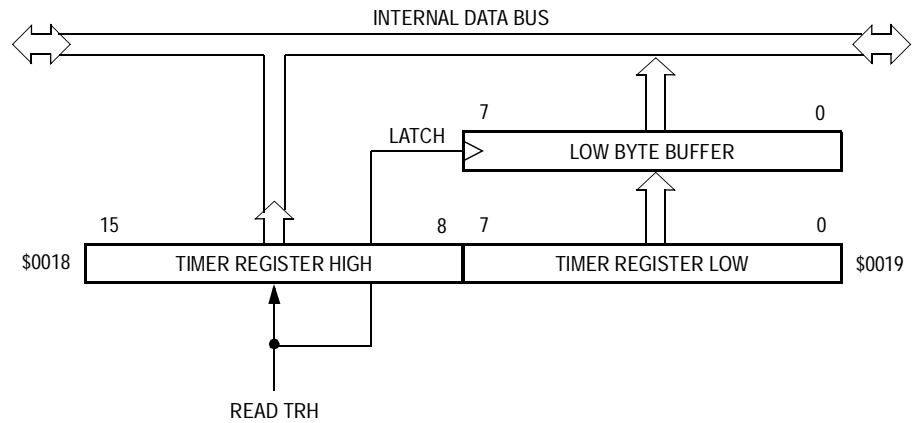 INTERNAL DATA BUS
7 0
LATCH
LOW BYTE BUFFER
15 8 7 0
$0018 TIMER REGISTER HIGH TIMER REGISTER LOW $0019
READ TRH